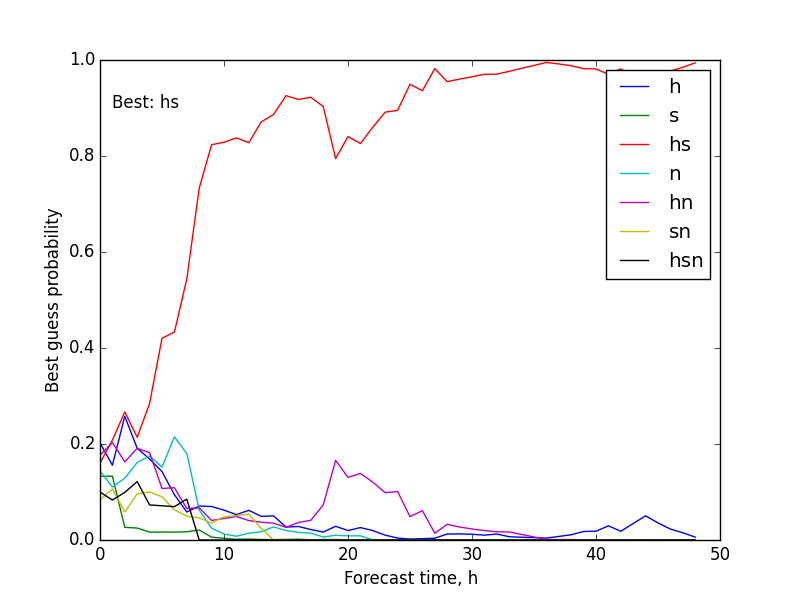 1.0
0.8
0.6
0.4
0.2
0.0
Best guess probability
Best: hs
h
s
hs
n
hn
sn
hsn
0 10 20 30 40 50
Forecast time, h